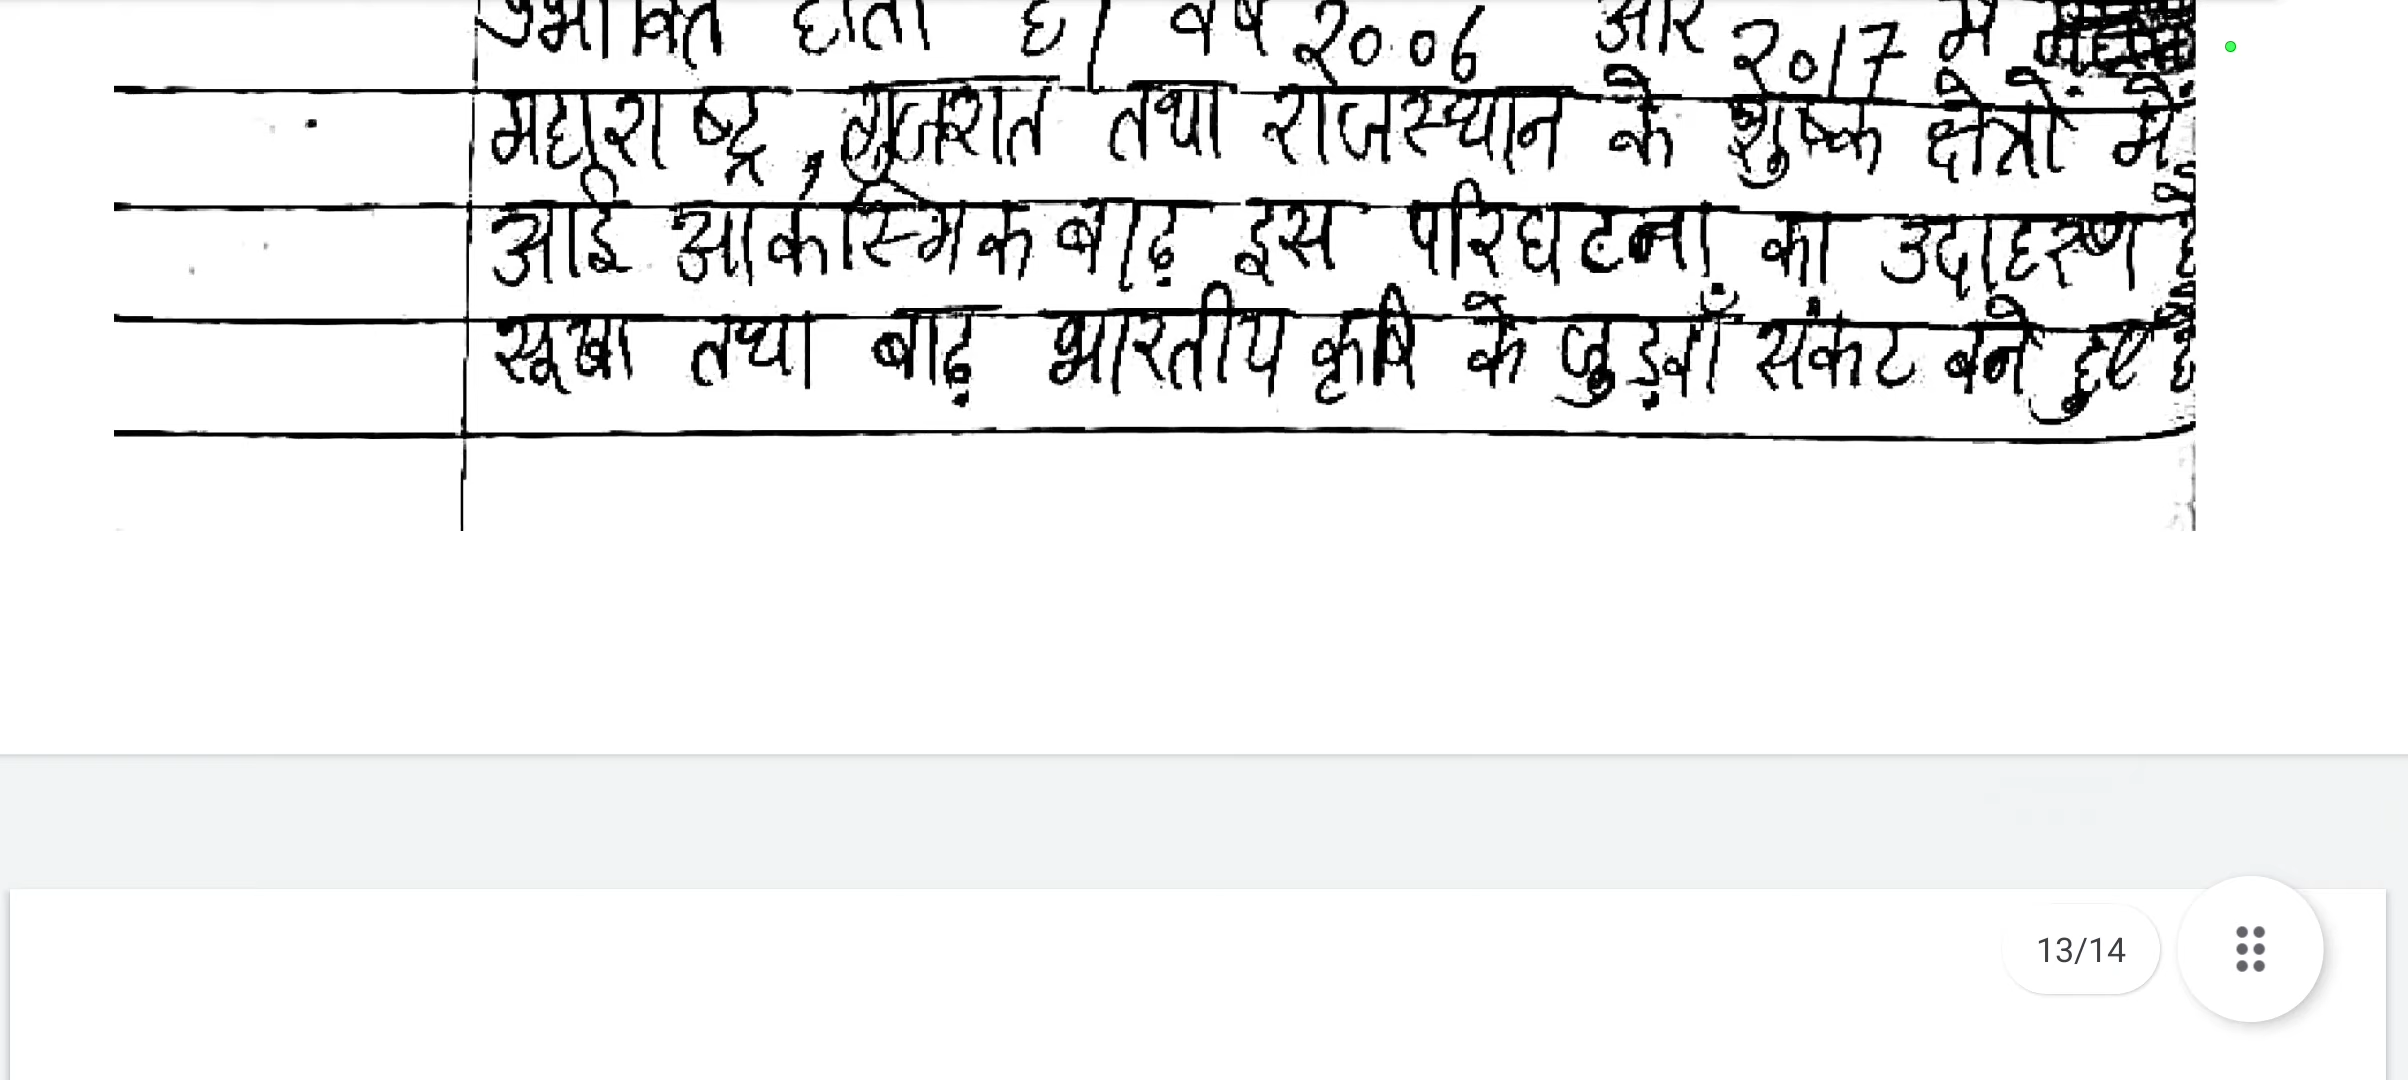 प्रभावित होता है। वर्ष 2006 और 2017 में
महाराष्ट्र, गुजरात तथा राजस्थान के शुष्क क्षेत्रों में
आई आकस्मिक बाढ़ इस परिघटना का उदाहरण है
सूखा तथा बाढ़ भारतीय कृषि के जुड़वाँ संकट बने हुए है
13/14